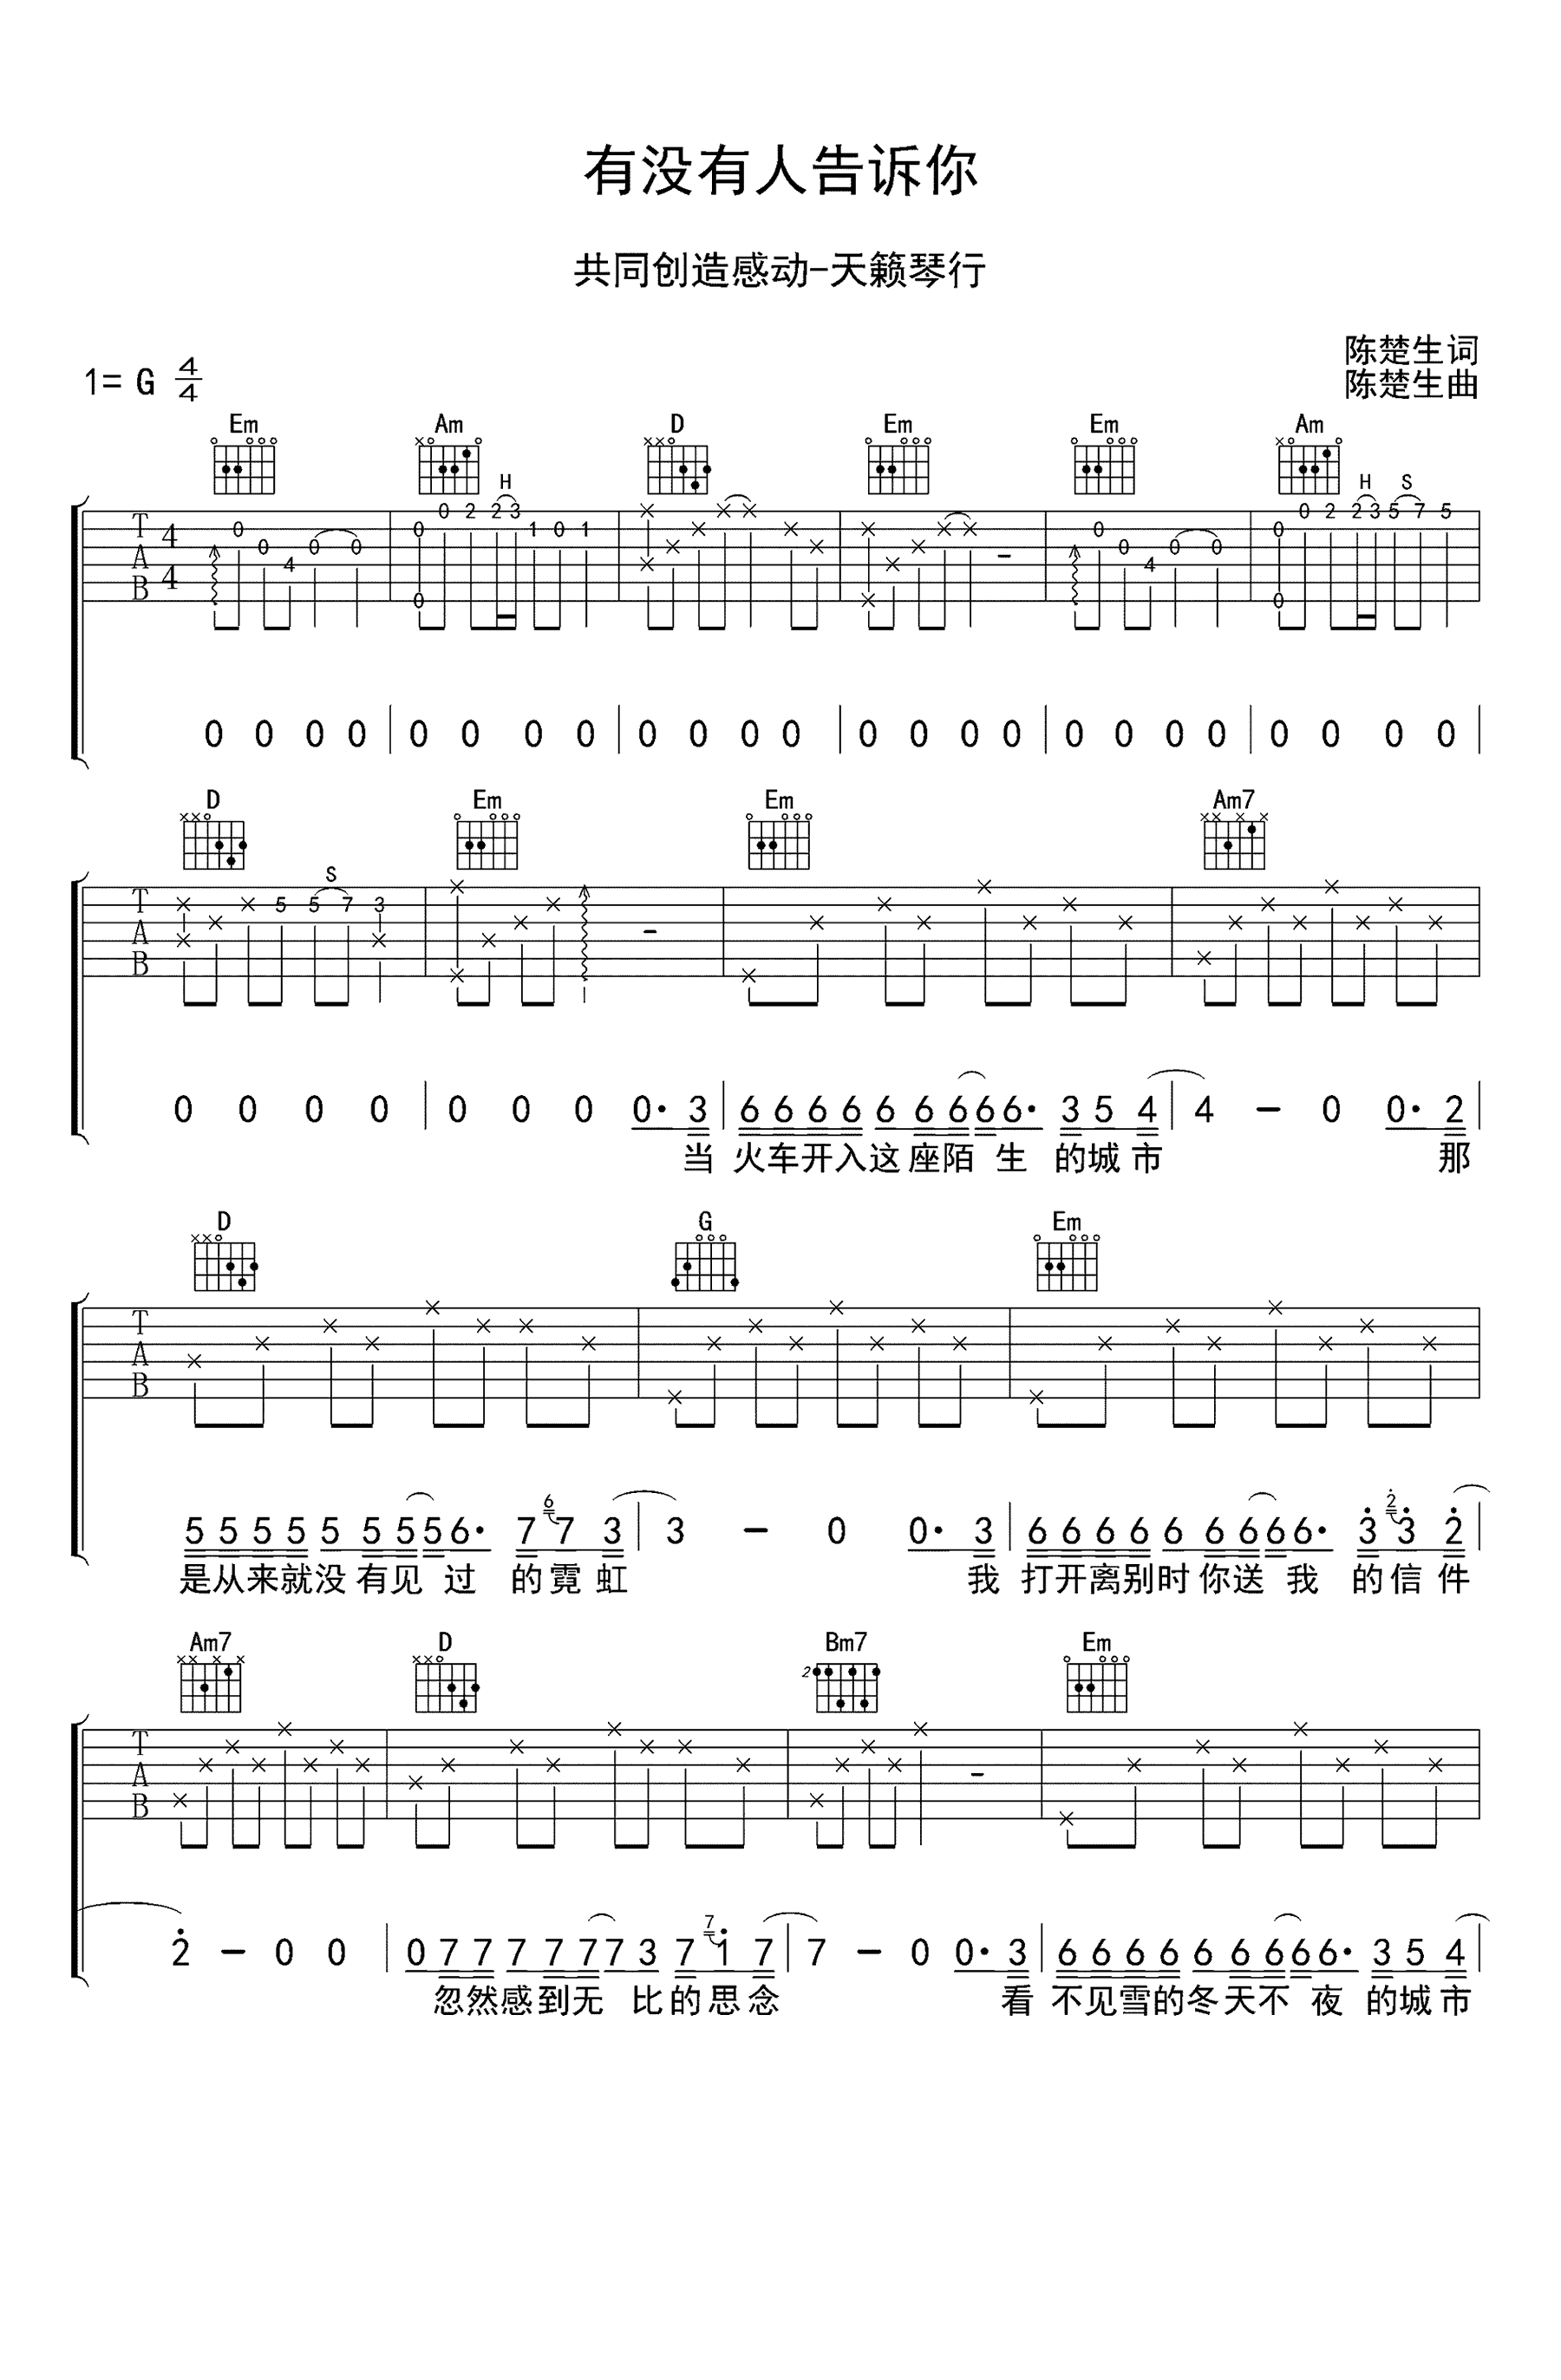 有没有人告诉你
共同创造感动-天籁琴行
陈楚生词
1= G 4/4 陈楚生曲
Em Am D Em Em Am
H H S
T A B 4/4 0 0 4 0 0 0 0 0 2 2 3 1 0 1 0 0 4 0 0 0 0 0 2 2 3 5 5 7 5
0 0 0 0 0 0 0 0 0 0 0 0 0 0 0 0 0 0 0 0 0 0 0 0
D Em Em Am7
S
T A B 5 5 7 3
0 0 0 0 0 0 0 0· 3 6 6 6 6 6 6 6 6 6· 3 5 4 4 - 0 0· 2
当 火车开入这座陌 生 的城市 那
D G Em
T A B
5 5 5 5 5 5 5 5 6· 7 6 7 3 3 - 0 0· 3 6 6 6 6 6 6 6 6 6· 3 2 3 2
是从来就没有见 过 的霓虹 我 打开离别时你送 我 的信件
Am7 D Bm7 Em
2
T A B
2 - 0 0 0 7 7 7 7 7 7 3 7 7 1 7 7 - 0 0· 3 6 6 6 6 6 6 6 6 6· 3 5 4
忽然感到无 比的思念 看 不见雪的冬天不 夜 的城市